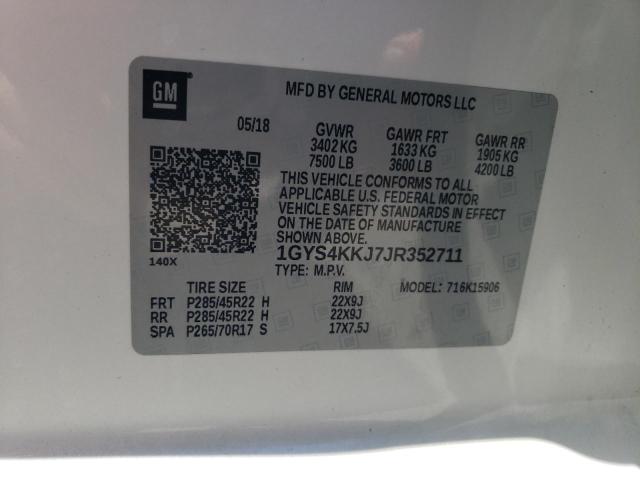 GM
MFD BY GENERAL MOTORS LLC
05/18 GVWR GAWR FRT GAWR RR
3402 KG 1633 KG 1905 KG
7500 LB 3600 LB 4200 LB
THIS VEHICLE CONFORMS TO ALL
APPLICABLE U.S. FEDERAL MOTOR
VEHICLE SAFETY STANDARDS IN EFFECT
ON THE DATE OF MANUFACTURE
SHOWN ABOVE.
140X 1GYS4KKJ7JR352711
TYPE: M.P.V. MODEL: 716K15906
TIRE SIZE RIM
FRT P285/45R22 H 22X9J
RR P285/45R22 H 22X9J
SPA P265/70R17 S 17X7.5J